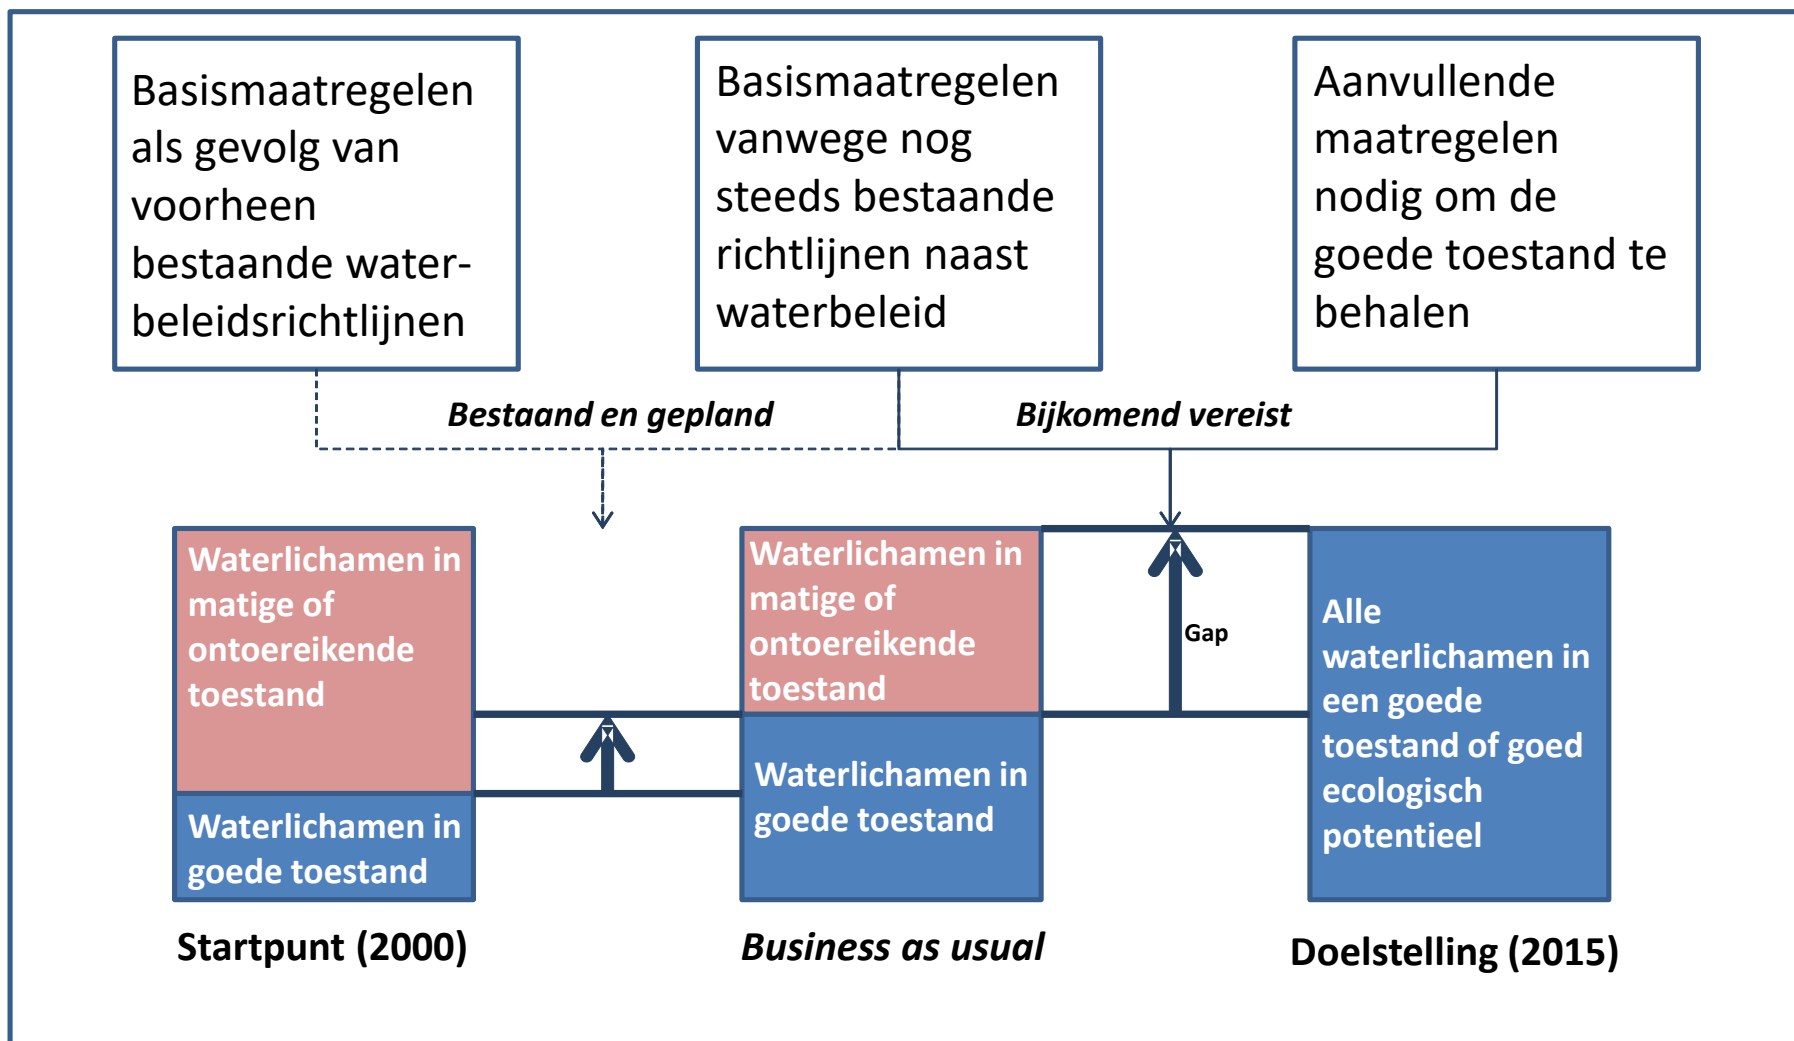 Basismaatregelen
als gevolg van
voorheen
bestaande water-
beleidsrichtlijnen
Basismaatregelen
vanwege nog
steeds bestaande
richtlijnen naast
waterbeleid
Aanvullende
maatregelen
nodig om de
goede toestand te
behalen
Bestaand en gepland
Bijkomend vereist
Waterlichamen in
matige of
ontoereikende
toestand
Waterlichamen in
goede toestand
Waterlichamen in
matige of
ontoereikende
toestand
Waterlichamen in
goede toestand
Gap
Alle
waterlichamen in
een goede
toestand of goed
ecologisch
potentieel
Startpunt (2000)
Business as usual
Doelstelling (2015)